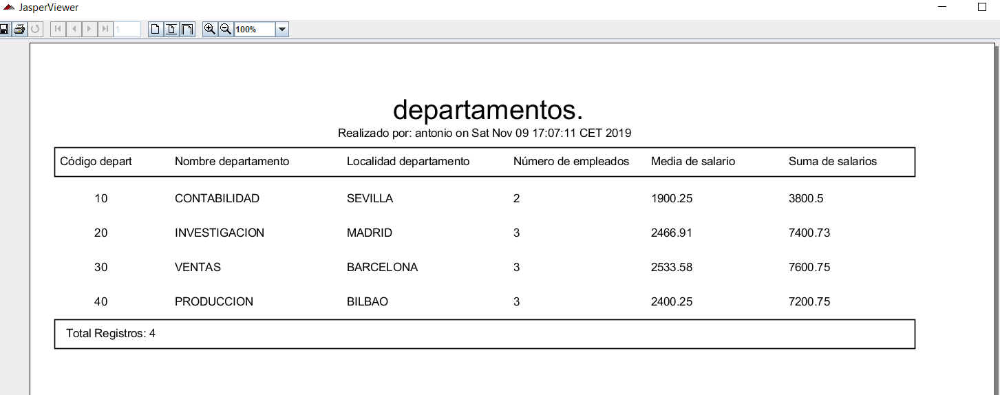 JasperViewer
1
100%
departamentos.
Realizado por: antonio on Sat Nov 09 17:07:11 CET 2019
Código depart Nombre departamento Localidad departamento Número de empleados Media de salario Suma de salarios
10 CONTABILIDAD SEVILLA 2 1900.25 3800.5
20 INVESTIGACION MADRID 3 2466.91 7400.73
30 VENTAS BARCELONA 3 2533.58 7600.75
40 PRODUCCION BILBAO 3 2400.25 7200.75
Total Registros: 4